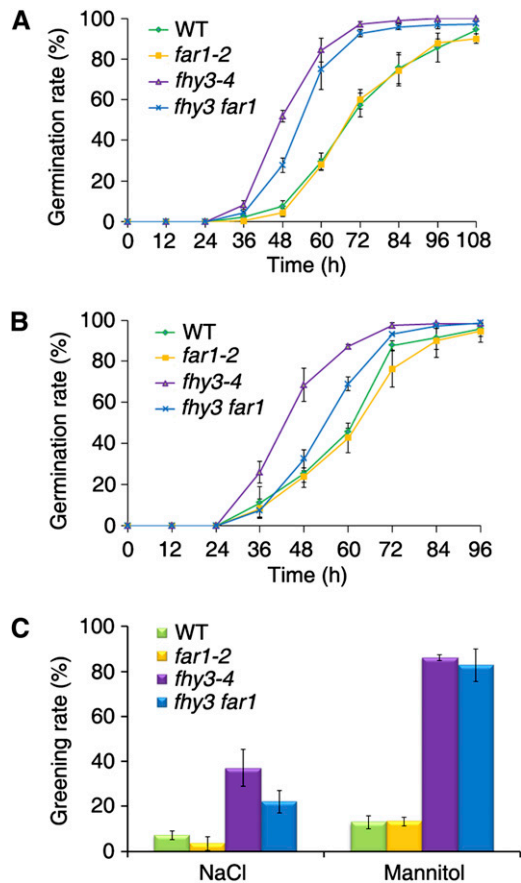 A
Germination rate (%)
100
80
60
40
20
0
WT
far1-2
fhy3-4
fhy3 far1
0 12 24 36 48 60 72 84 96 108
Time (h)
B
Germination rate (%)
100
80
60
40
20
0
WT
far1-2
fhy3-4
fhy3 far1
0 12 24 36 48 60 72 84 96
Time (h)
C
Greening rate (%)
100
80
60
40
20
0
WT
far1-2
fhy3-4
fhy3 far1
NaCl Mannitol